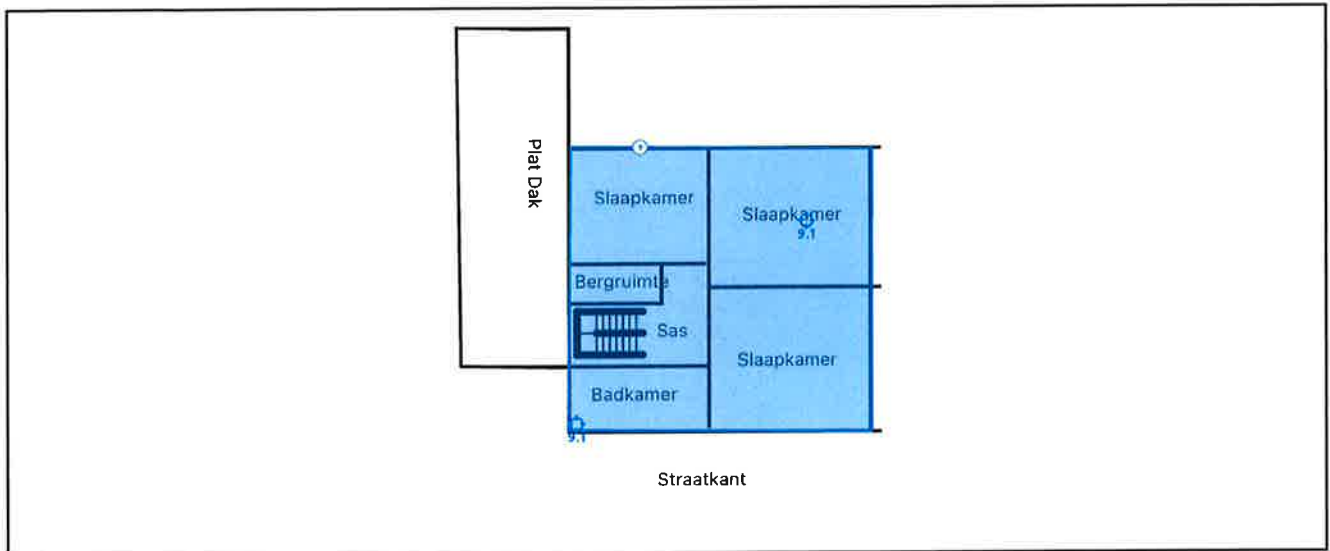 Plat Dak
Slaapkamer
Slaapkamer
9.1
Bergruimte
Sas
Slaapkamer
Badkamer
9.1
Straatkant